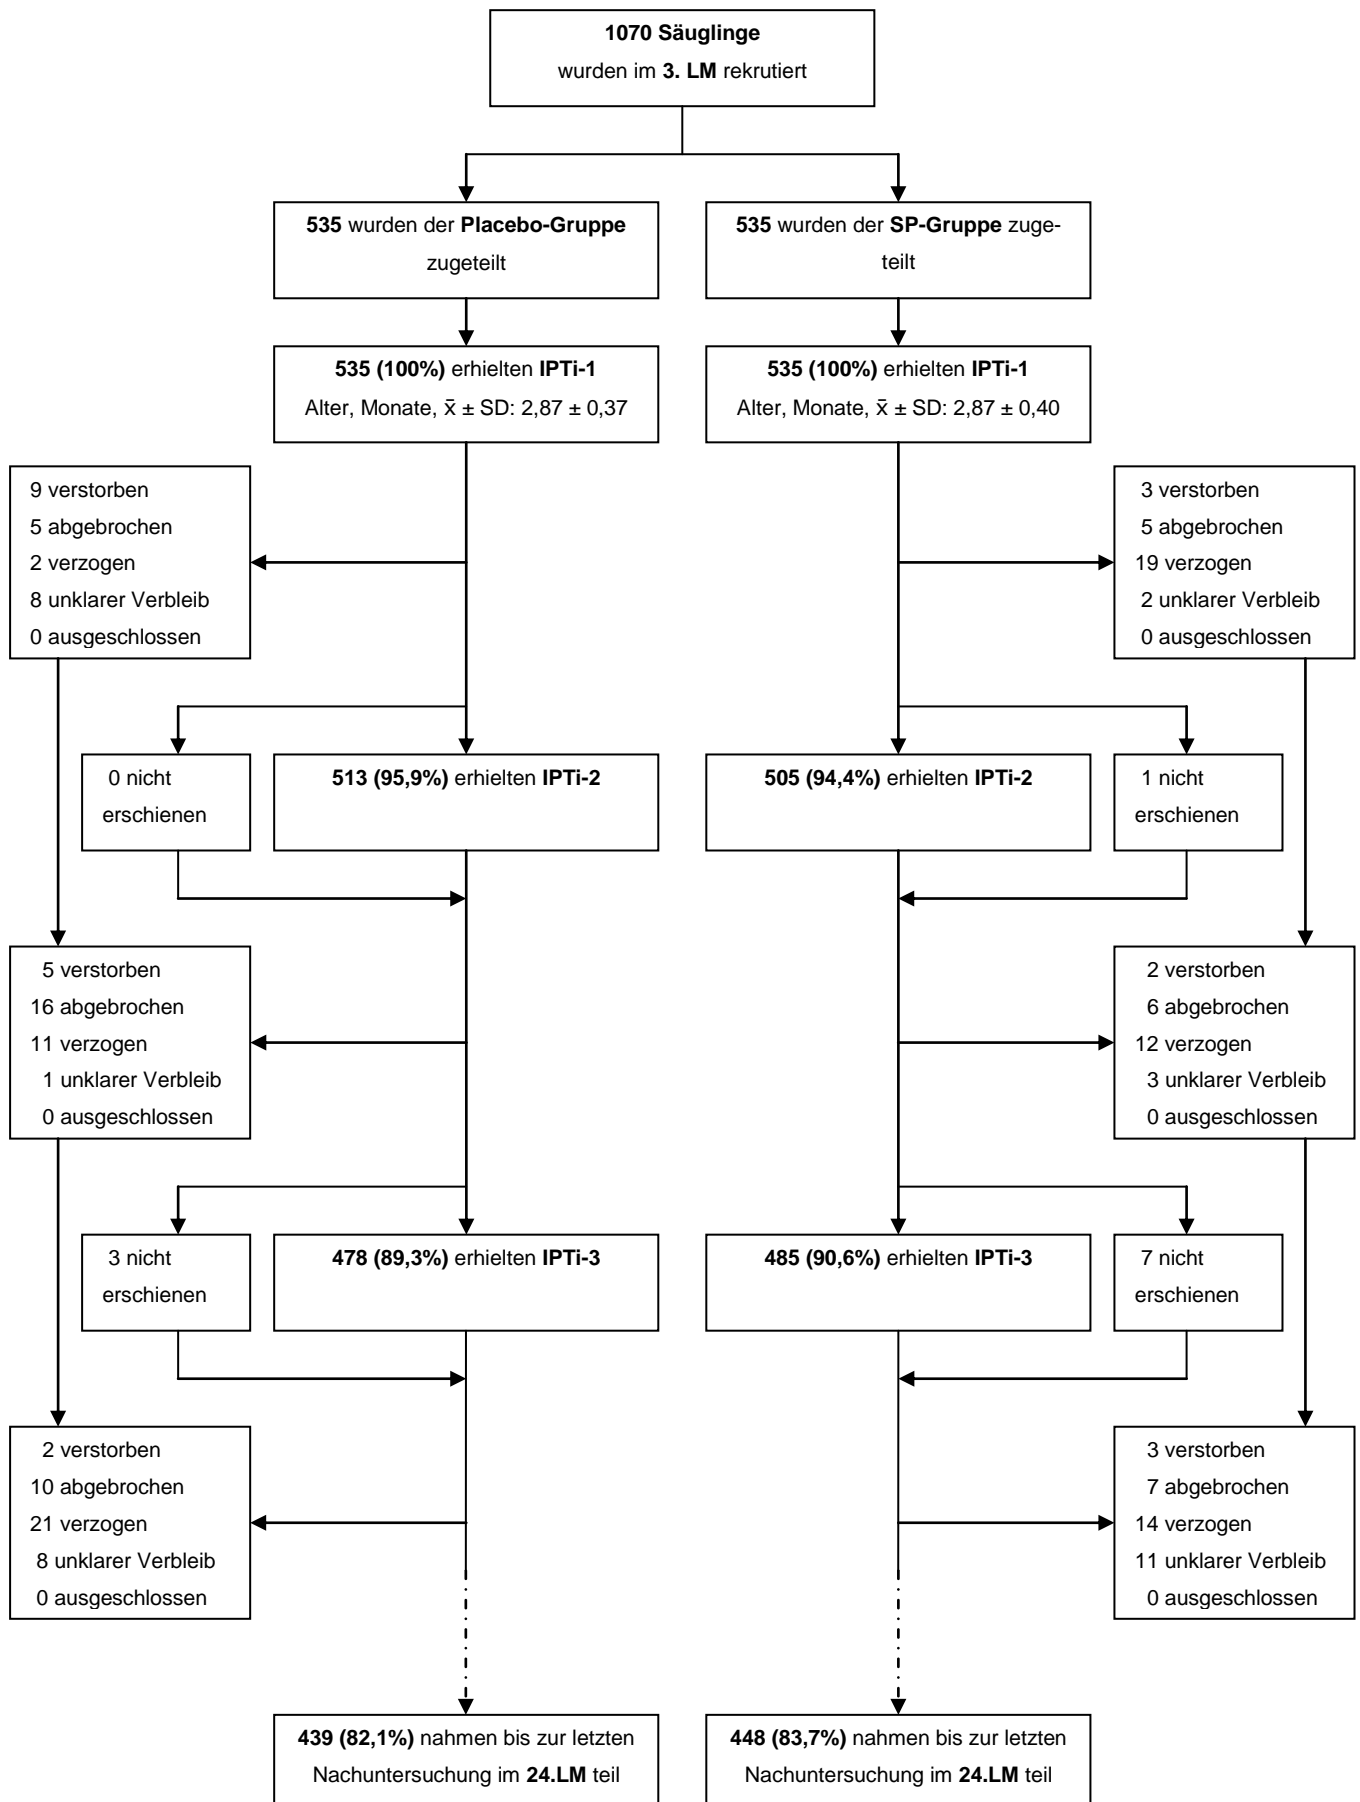 1070 Säuglinge
wurden im 3. LM rekrutiert
535 wurden der Placebo-Gruppe
zugeteilt
535 wurden der SP-Gruppe zuge-
teilt
535 (100%) erhielten IPTi-1
Alter, Monate, x̄ ± SD: 2,87 ± 0,37
535 (100%) erhielten IPTi-1
Alter, Monate, x̄ ± SD: 2,87 ± 0,40
9 verstorben
5 abgebrochen
2 verzogen
8 unklarer Verbleib
0 ausgeschlossen
3 verstorben
5 abgebrochen
19 verzogen
2 unklarer Verbleib
0 ausgeschlossen
0 nicht
erschienen
513 (95,9%) erhielten IPTi-2
505 (94,4%) erhielten IPTi-2
1 nicht
erschienen
5 verstorben
16 abgebrochen
11 verzogen
1 unklarer Verbleib
0 ausgeschlossen
2 verstorben
6 abgebrochen
12 verzogen
3 unklarer Verbleib
0 ausgeschlossen
3 nicht
erschienen
478 (89,3%) erhielten IPTi-3
485 (90,6%) erhielten IPTi-3
7 nicht
erschienen
2 verstorben
10 abgebrochen
21 verzogen
8 unklarer Verbleib
0 ausgeschlossen
3 verstorben
7 abgebrochen
14 verzogen
11 unklarer Verbleib
0 ausgeschlossen
439 (82,1%) nahmen bis zur letzten
Nachuntersuchung im 24.LM teil
448 (83,7%) nahmen bis zur letzten
Nachuntersuchung im 24.LM teil